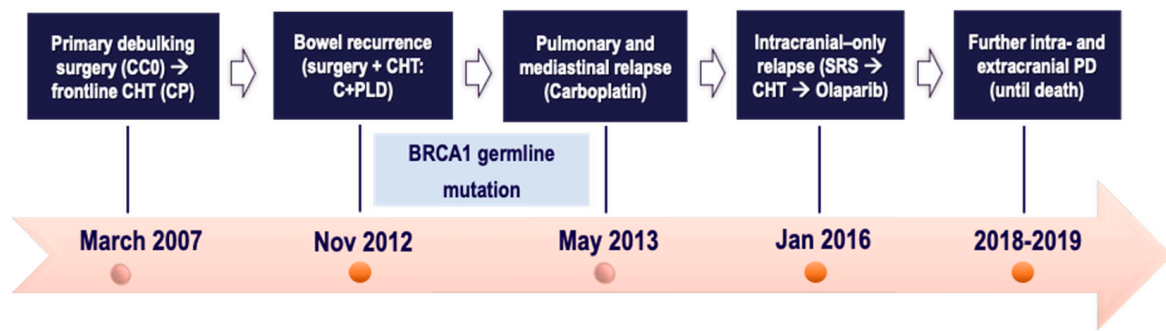 Primary debulking
surgery (CC0) →
frontline CHT (CP)
Bowel recurrence
(surgery + CHT:
C+PLD)
Pulmonary and
mediastinal relapse
(Carboplatin)
Intracranial–only
relapse (SRS →
CHT → Olaparib)
Further intra- and
extracranial PD
(until death)
BRCA1 germline
mutation
March 2007
Nov 2012
May 2013
Jan 2016
2018-2019